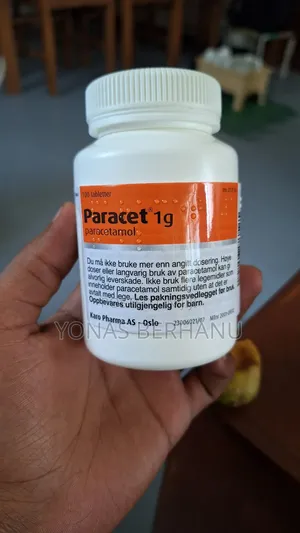 100 tabletter
Paracet® 1g
paracetamol
Du må ikke bruke mer enn angitt dosering. Høye
doser eller langvarig bruk av paracetamol kan gi
alvorlig leverskade. Ikke bruk flere legemidler som
inneholder paracetamol samtidig uten at det er
avtalt med lege. Les pakningsvedlegget før bruk.
Oppbevares utilgjengelig for barn.
YONAS BERHANU
Karo Pharma AS - Oslo